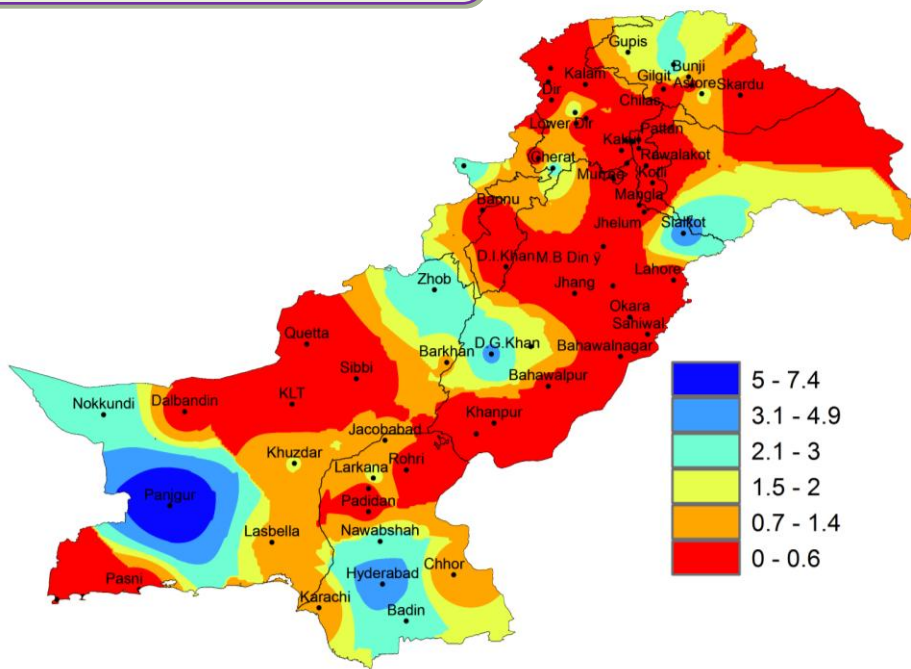 Gupis
Bunji
Kalam
Gilgit
Astore
Skardu
Dir
Chilas
Lower Dir
Pattan
Kakul
Rawalakot
Cherat
Kotli
Murree
Mangla
Bannu
Jhelum
Sialkot
D.I.Khan
M.B Din ÿ
Zhob
Lahore
Jhang
Okara
Quetta
Sahiwal
D.G.Khan
Barkhan
Bahawalnagar
Sibbi
Bahawalpur
5 - 7.4
Nokkundi
Dalbandin
KLT
Khanpur
3.1 - 4.9
Jacobabad
2.1 - 3
Khuzdar
Larkana
Rohri
1.5 - 2
Panjgur
Padidan
0.7 - 1.4
Lasbella
Nawabshah
0 - 0.6
Pasni
Hyderabad
Chhor
Karachi
Badin